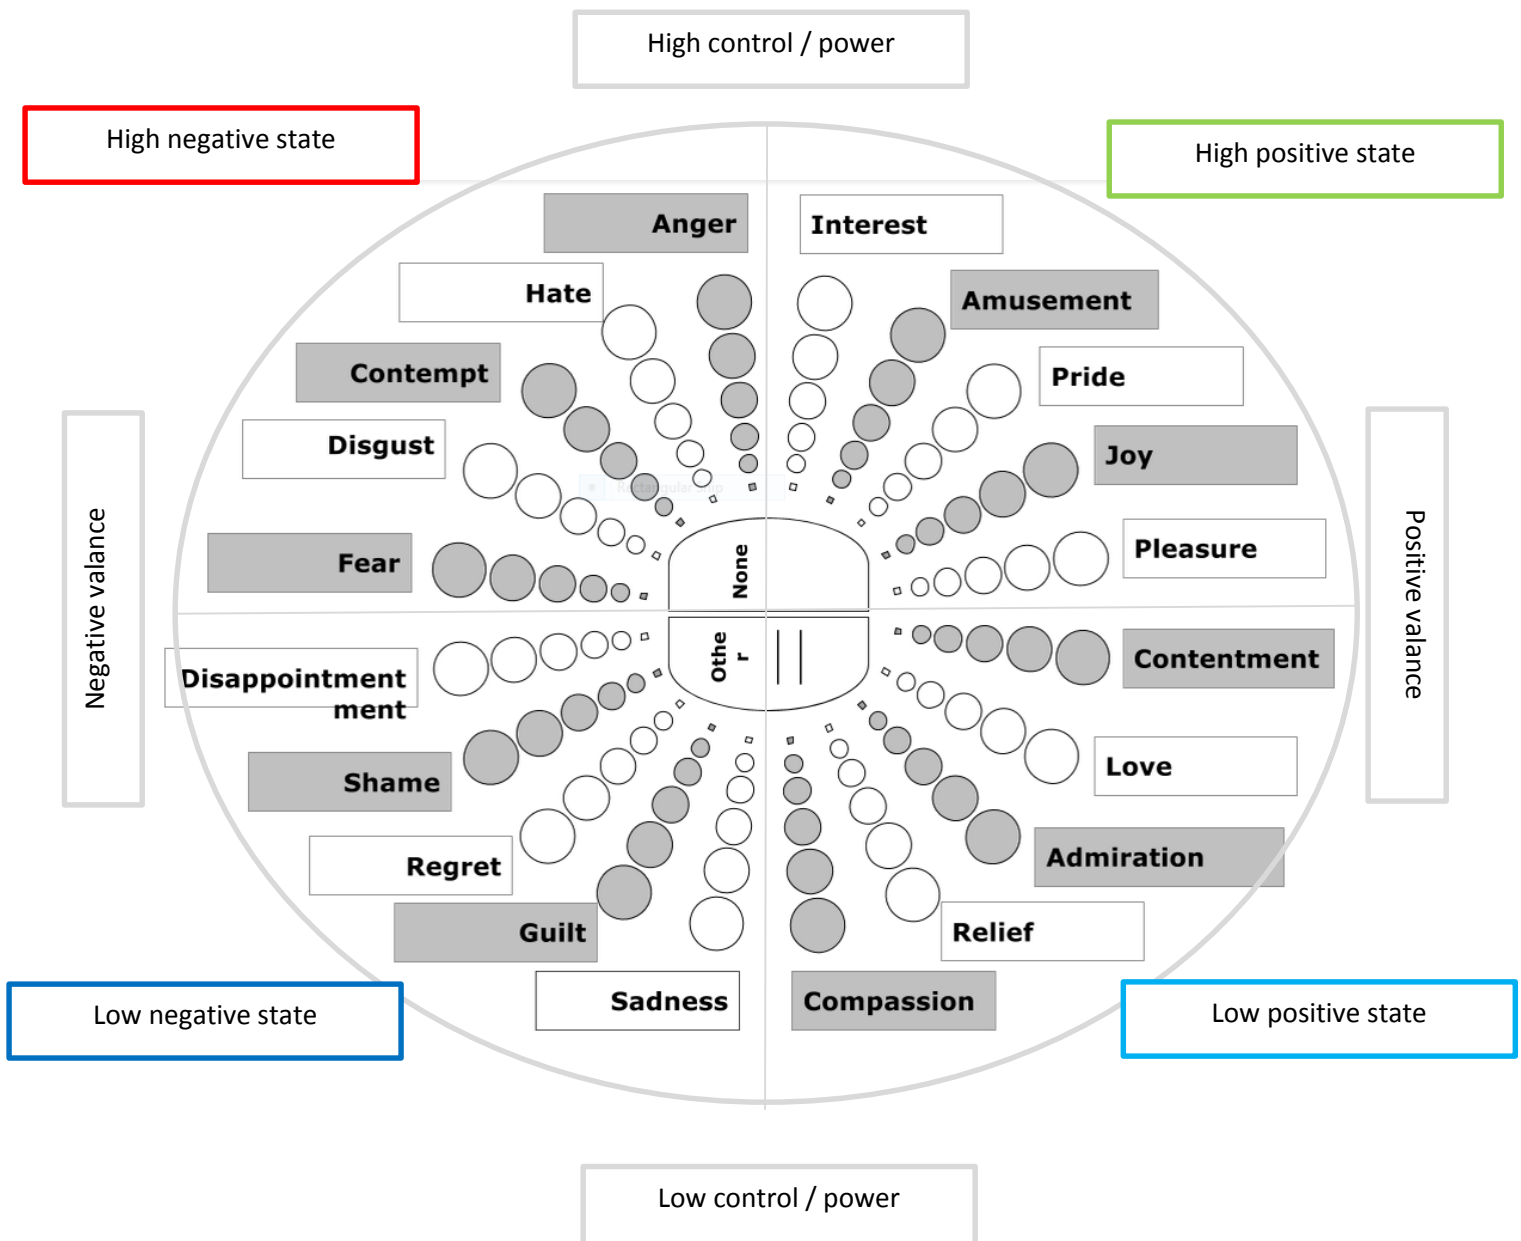 High control / power
High negative state
High positive state
Anger
Interest
Hate
Amusement
Contempt
Pride
Disgust
Joy
Rectangular Snip
Fear
Pleasure
None
Negative valance
Positive valance
Othe
r
Disappointment
ment
Contentment
Shame
Love
Regret
Admiration
Guilt
Relief
Sadness
Compassion
Low negative state
Low positive state
Low control / power